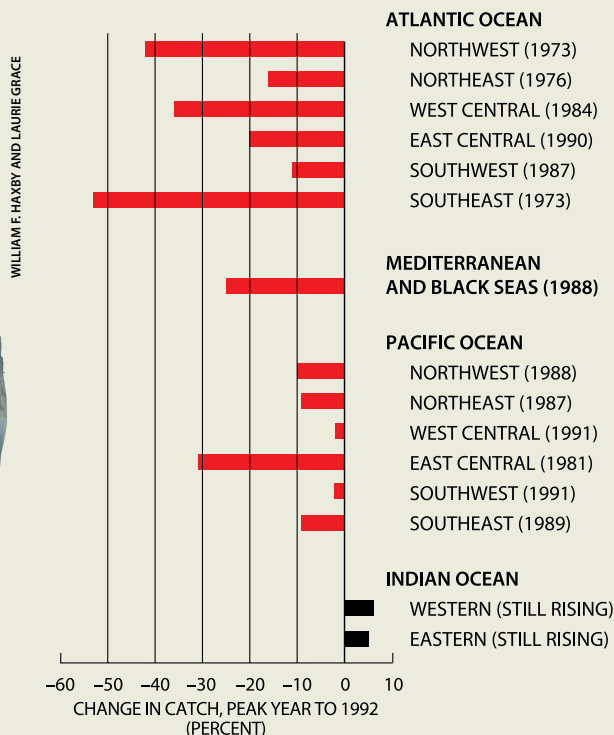 WILLIAM F. HAXBY AND LAURIE GRACE
ATLANTIC OCEAN
NORTHWEST (1973)
NORTHEAST (1976)
WEST CENTRAL (1984)
EAST CENTRAL (1990)
SOUTHWEST (1987)
SOUTHEAST (1973)
MEDITERRANEAN
AND BLACK SEAS (1988)
PACIFIC OCEAN
NORTHWEST (1988)
NORTHEAST (1987)
WEST CENTRAL (1991)
EAST CENTRAL (1981)
SOUTHWEST (1991)
SOUTHEAST (1989)
INDIAN OCEAN
WESTERN (STILL RISING)
EASTERN (STILL RISING)
–60 –50 –40 –30 –20 –10 0 10
CHANGE IN CATCH, PEAK YEAR TO 1992
(PERCENT)